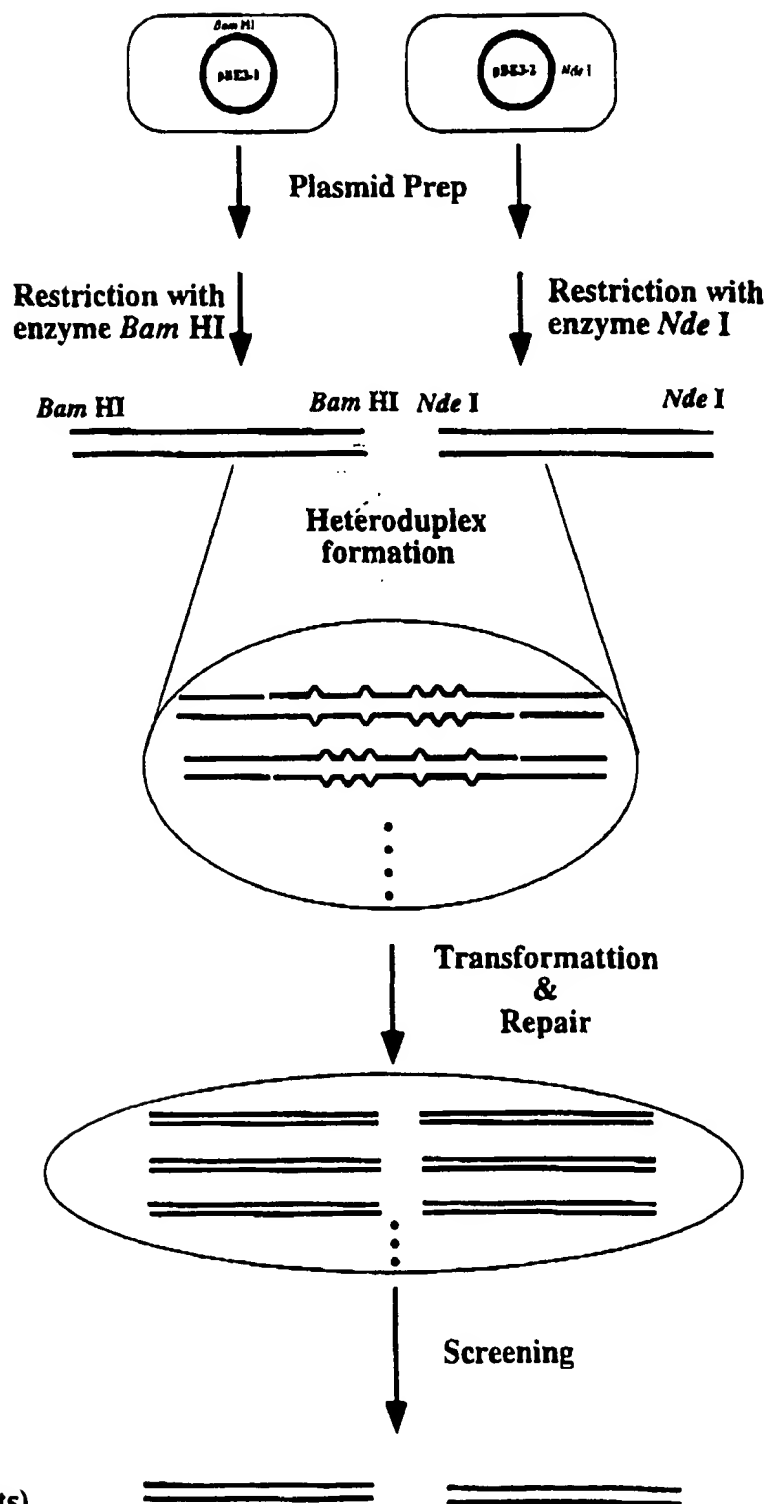 Bam HI
pBE3-1
pBE3-2
Nde I
Plasmid Prep
Restriction with
enzyme Bam HI
Restriction with
enzyme Nde I
Bam HI
Bam HI
Nde I
Nde I
Heteroduplex
formation
Transformattion
&
Repair
Screening